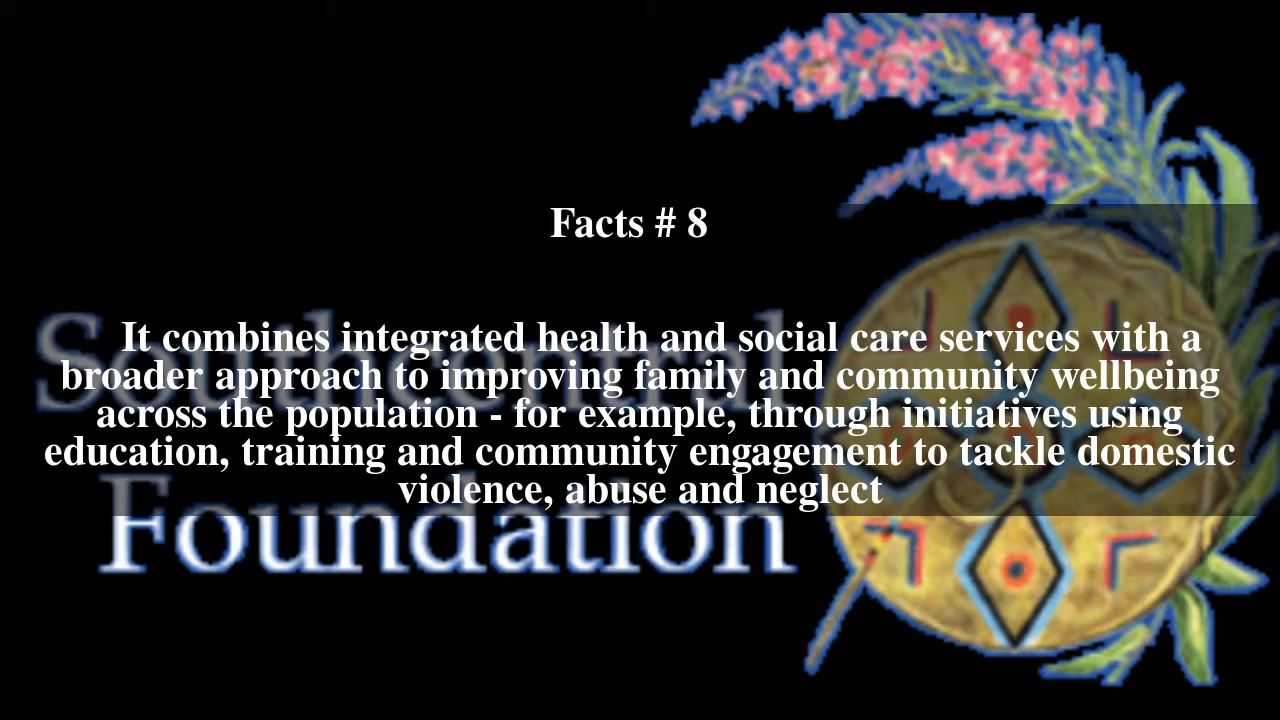 Facts # 8
It combines integrated health and social care services with a
broader approach to improving family and community wellbeing
across the population - for example, through initiatives using
education, training and community engagement to tackle domestic
violence, abuse and neglect
Southcentral
Foundation